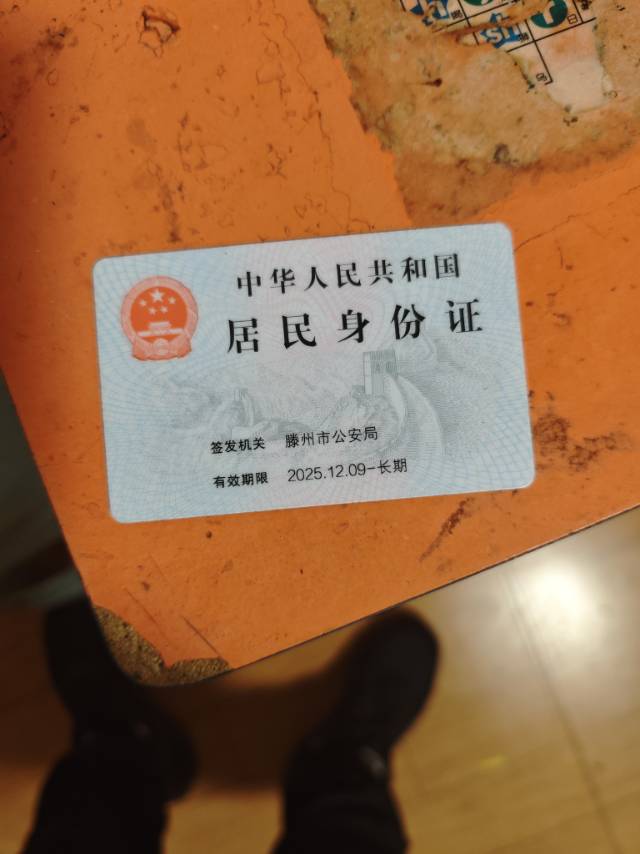 中华人民共和国
居民身份证
签发机关 滕州市公安局
有效期限 2025.12.09-长期